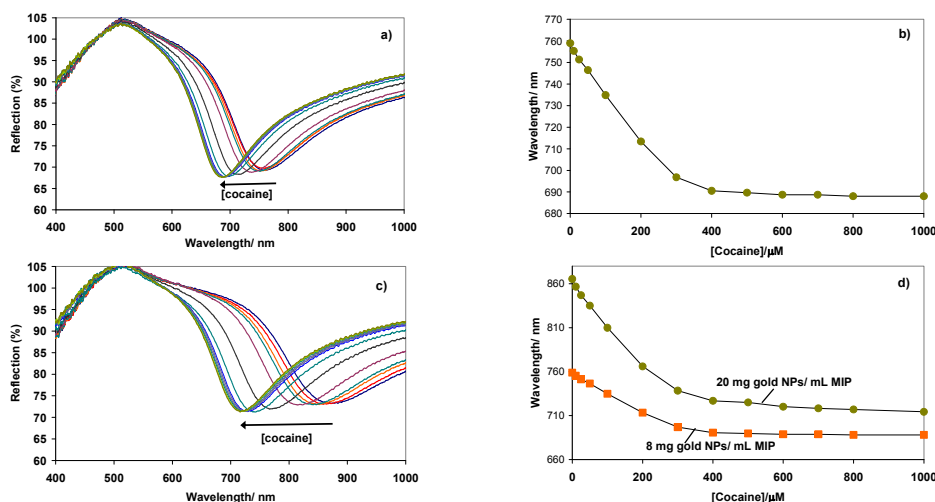 a)
105
100
95
90
85
80
75
70
65
60
Reflection (%)
[cocaine]
400 500 600 700 800 900 1000
Wavelength/ nm
b)
770
760
750
740
730
720
710
700
690
680
Wavelength/ nm
0 200 400 600 800 1000
[Cocaine]/µM
c)
105
100
95
90
85
80
75
70
65
60
Reflection (%)
[cocaine]
400 500 600 700 800 900 1000
Wavelength/ nm
d)
860
810
760
710
660
Wavelength/ nm
20 mg gold NPs/ mL MIP
8 mg gold NPs/ mL MIP
0 200 400 600 800 1000
[Cocaine]/µM